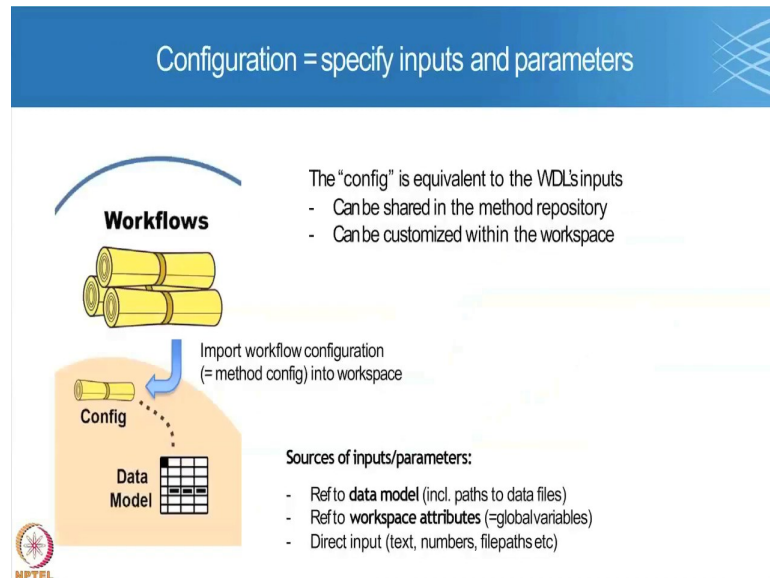 Configuration = specify inputs and parameters
The “config” is equivalent to the WDL's inputs
- Can be shared in the method repository
- Can be customized within the workspace
Workflows
Import workflow configuration
(= method config) into workspace
Config
Data
Model
Sources of inputs/parameters:
- Ref to data model (incl. paths to data files)
- Ref to workspace attributes (=global variables)
- Direct input (text, numbers, filepaths etc)
NPTEL